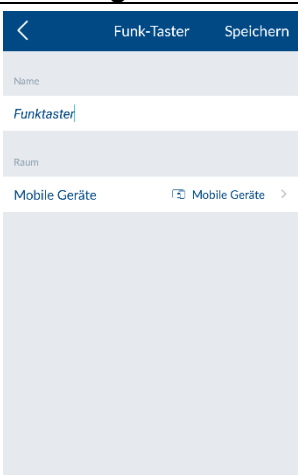 Funk-Taster Speichern
Name
Funktaster
Raum
Mobile Geräte Mobile Geräte